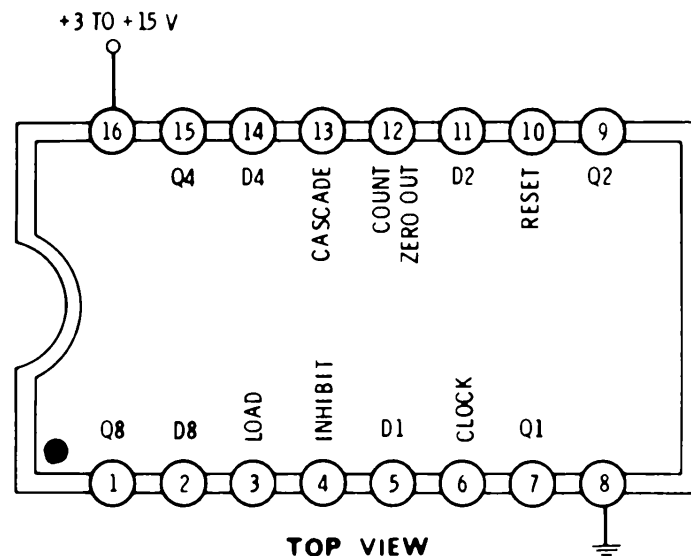 +3 TO +15 V
16 15 14 13 12 11 10 9
Q4 D4 CASCADE COUNT ZERO OUT D2 RESET Q2
Q8 D8 LOAD INHIBIT D1 CLOCK Q1
1 2 3 4 5 6 7 8
TOP VIEW